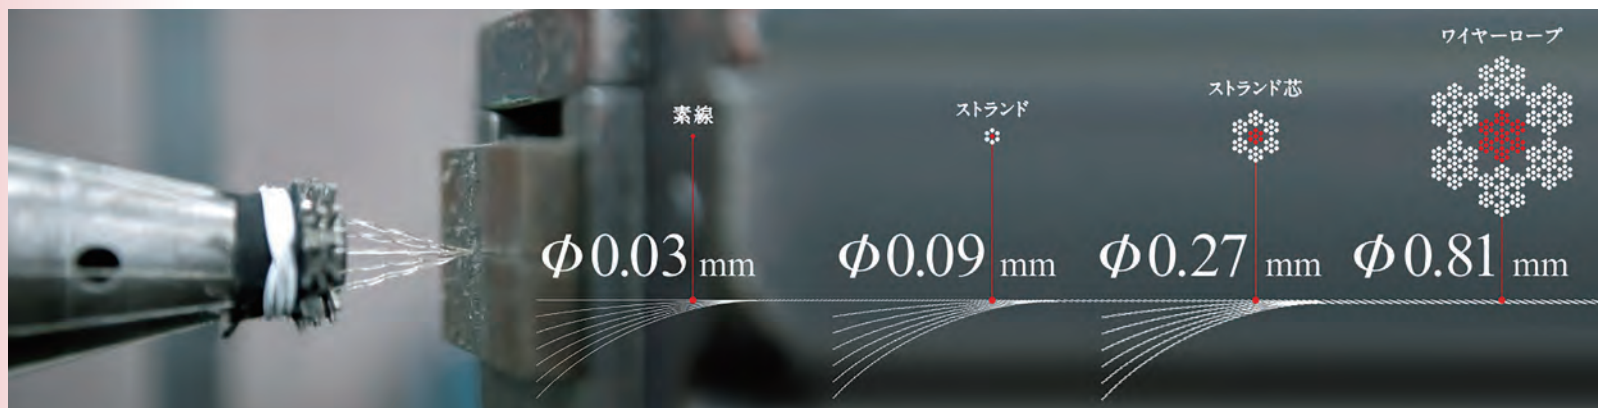 素線
ストランド
ストランド芯
ワイヤーロープ
Φ0.03 mm
Φ0.09 mm
Φ0.27 mm
Φ0.81 mm